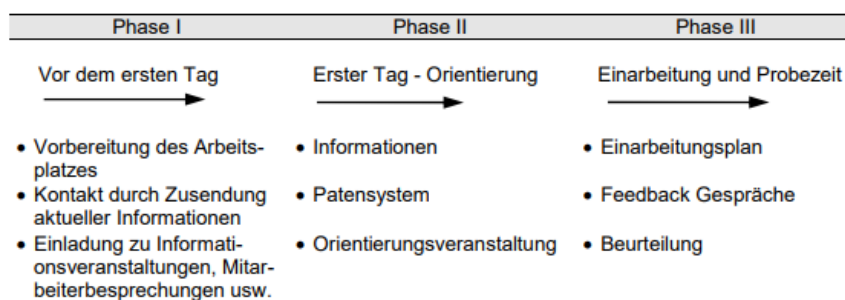 Phase I Phase II Phase III
Vor dem ersten Tag Erster Tag - Orientierung Einarbeitung und Probezeit
• Vorbereitung des Arbeits-
platzes
• Kontakt durch Zusendung
aktueller Informationen
• Einladung zu Informati-
onsveranstaltungen, Mitar-
beiterbesprechungen usw.
• Informationen
• Patensystem
• Orientierungsveranstaltung
• Einarbeitungsplan
• Feedback Gespräche
• Beurteilung